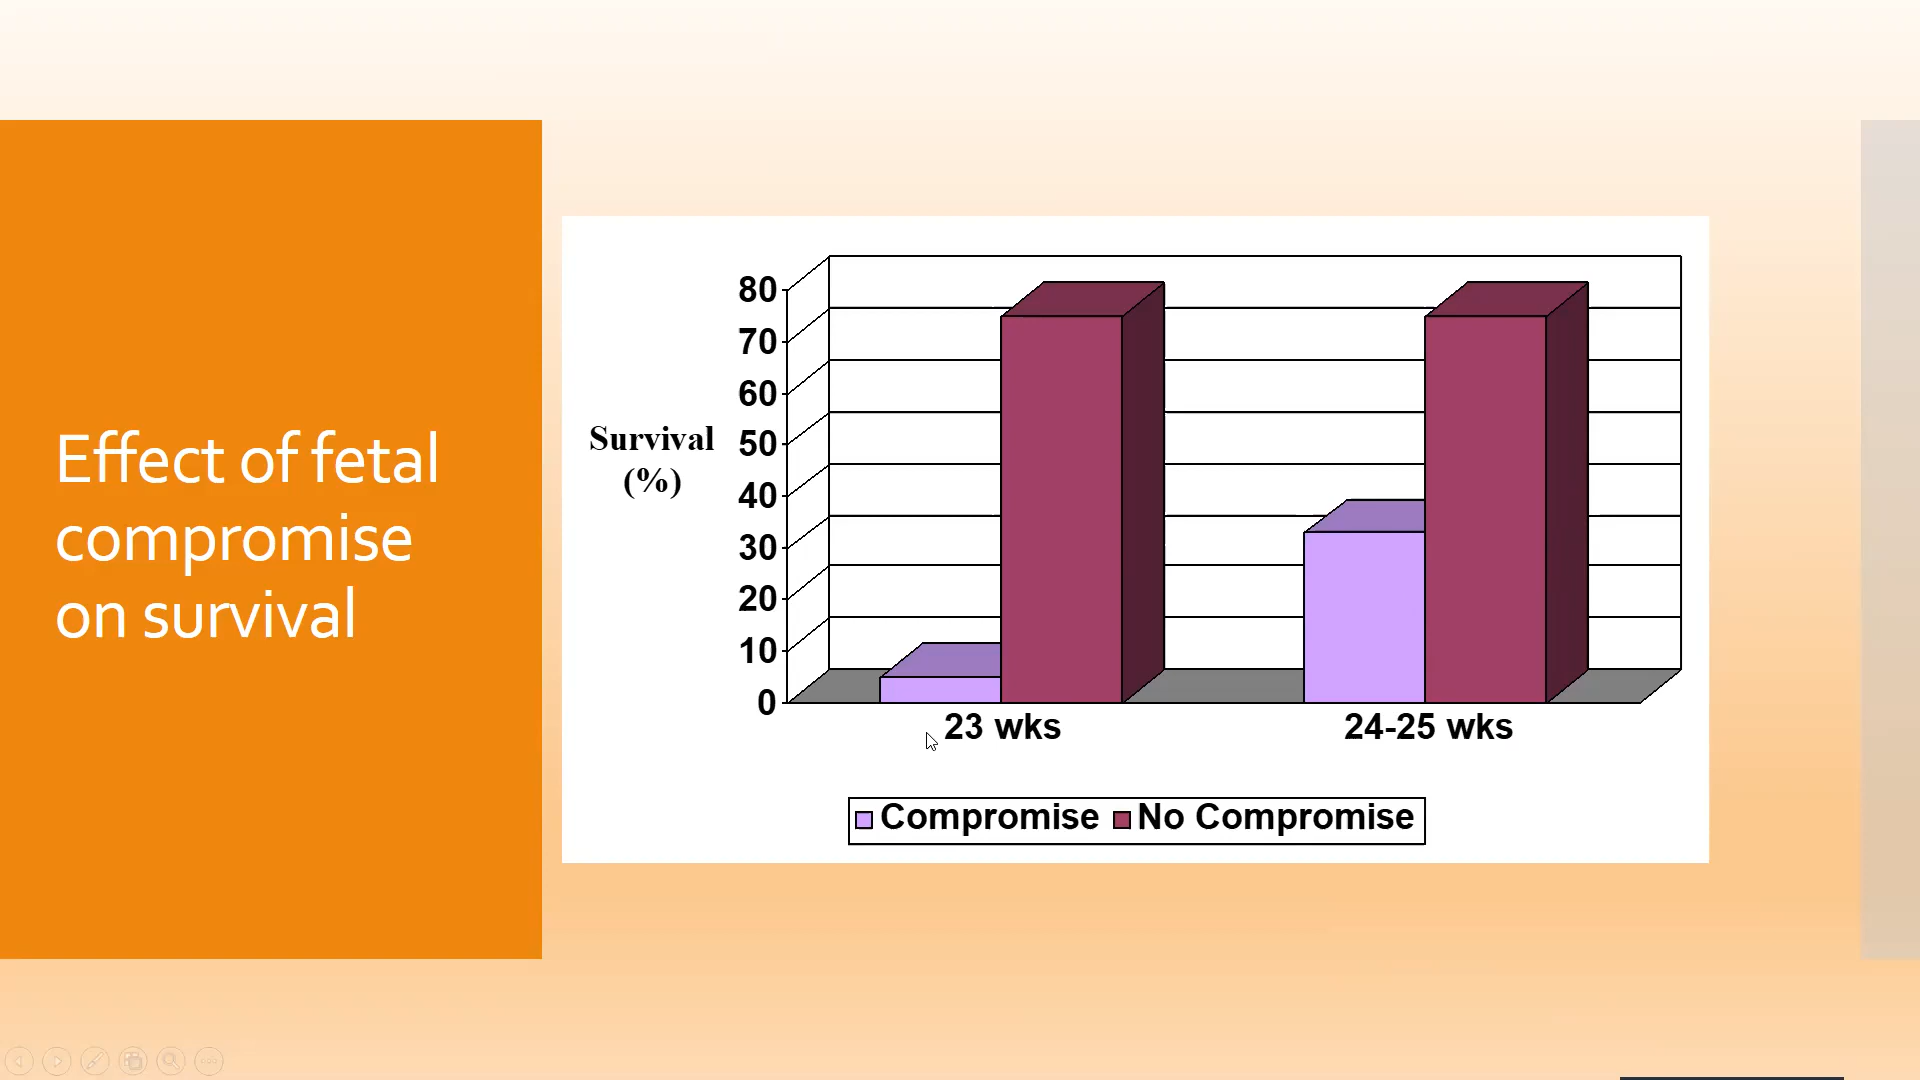 Effect of fetal
compromise
on survival
Survival
(%)
80
70
60
50
40
30
20
10
0
23 wks
24-25 wks
Compromise
No Compromise